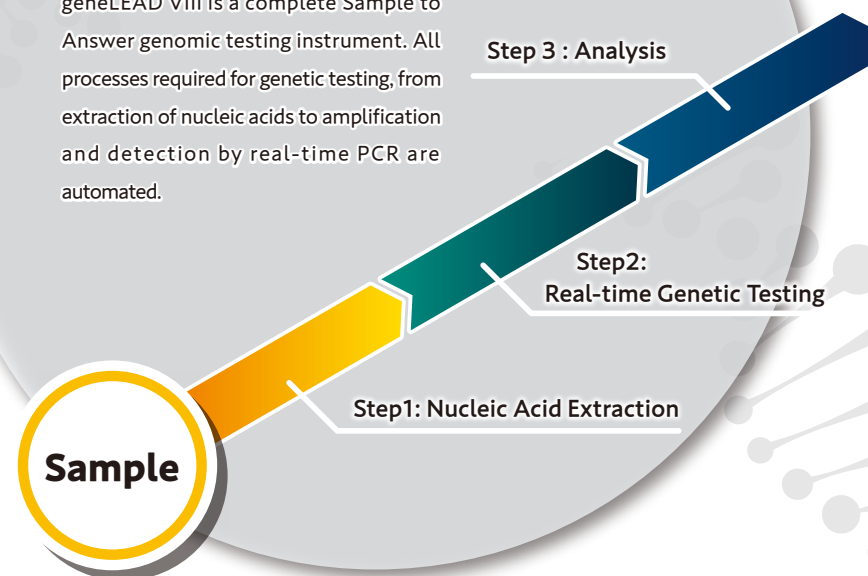 geneLEAD VIII is a complete Sample to
Answer genomic testing instrument. All
processes required for genetic testing, from
extraction of nucleic acids to amplification
and detection by real-time PCR are
automated.
Step 3 : Analysis
Step2:
Real-time Genetic Testing
Step1: Nucleic Acid Extraction
Sample